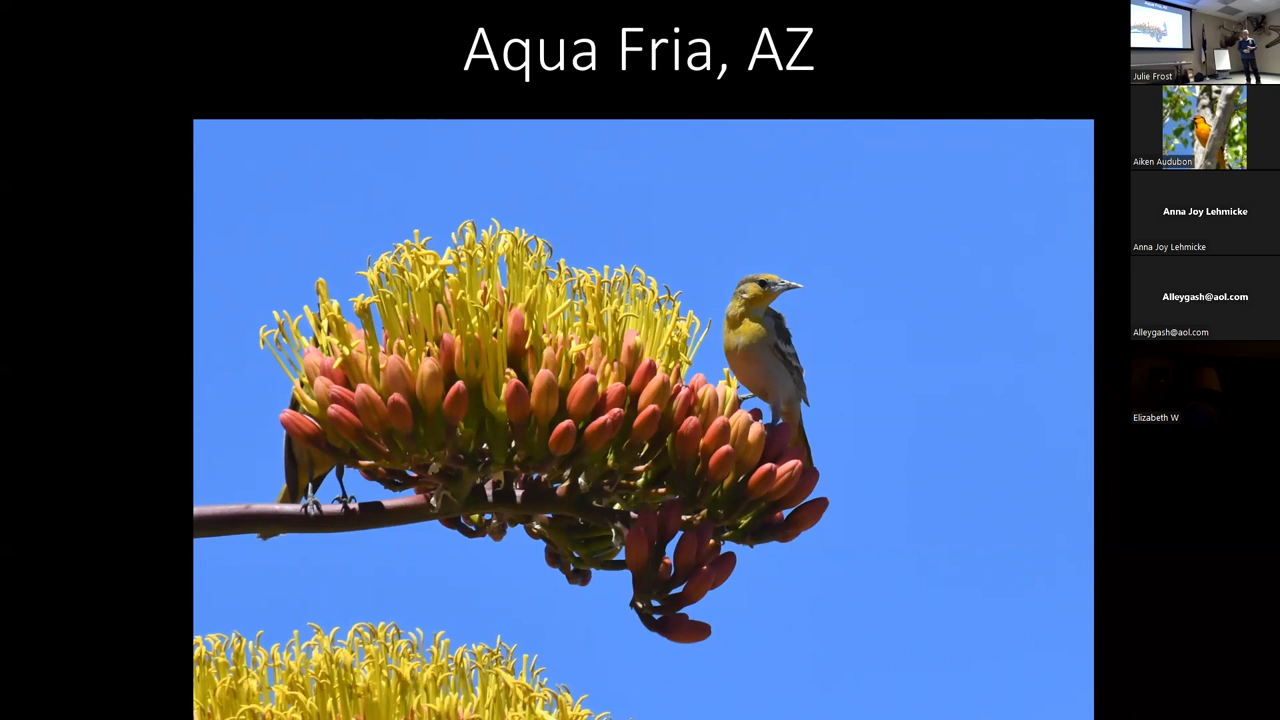 Aqua Fria, AZ
Julie Frost
Aiken Audubon
Anna Joy Lehmicke
Anna Joy Lehmicke
Alleygash@aol.com
Alleygash@aol.com
Elizabeth W